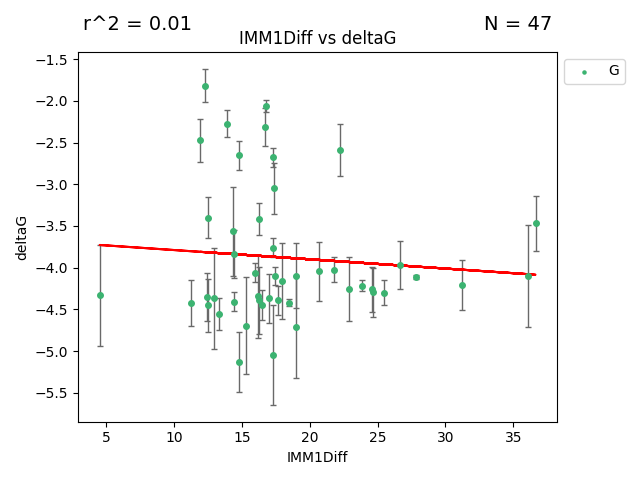 r^2 = 0.01
N = 47
IMM1Diff vs deltaG
G
deltaG
−1.5
−2.0
−2.5
−3.0
−3.5
−4.0
−4.5
−5.0
−5.5
5 10 15 20 25 30 35
IMM1Diff